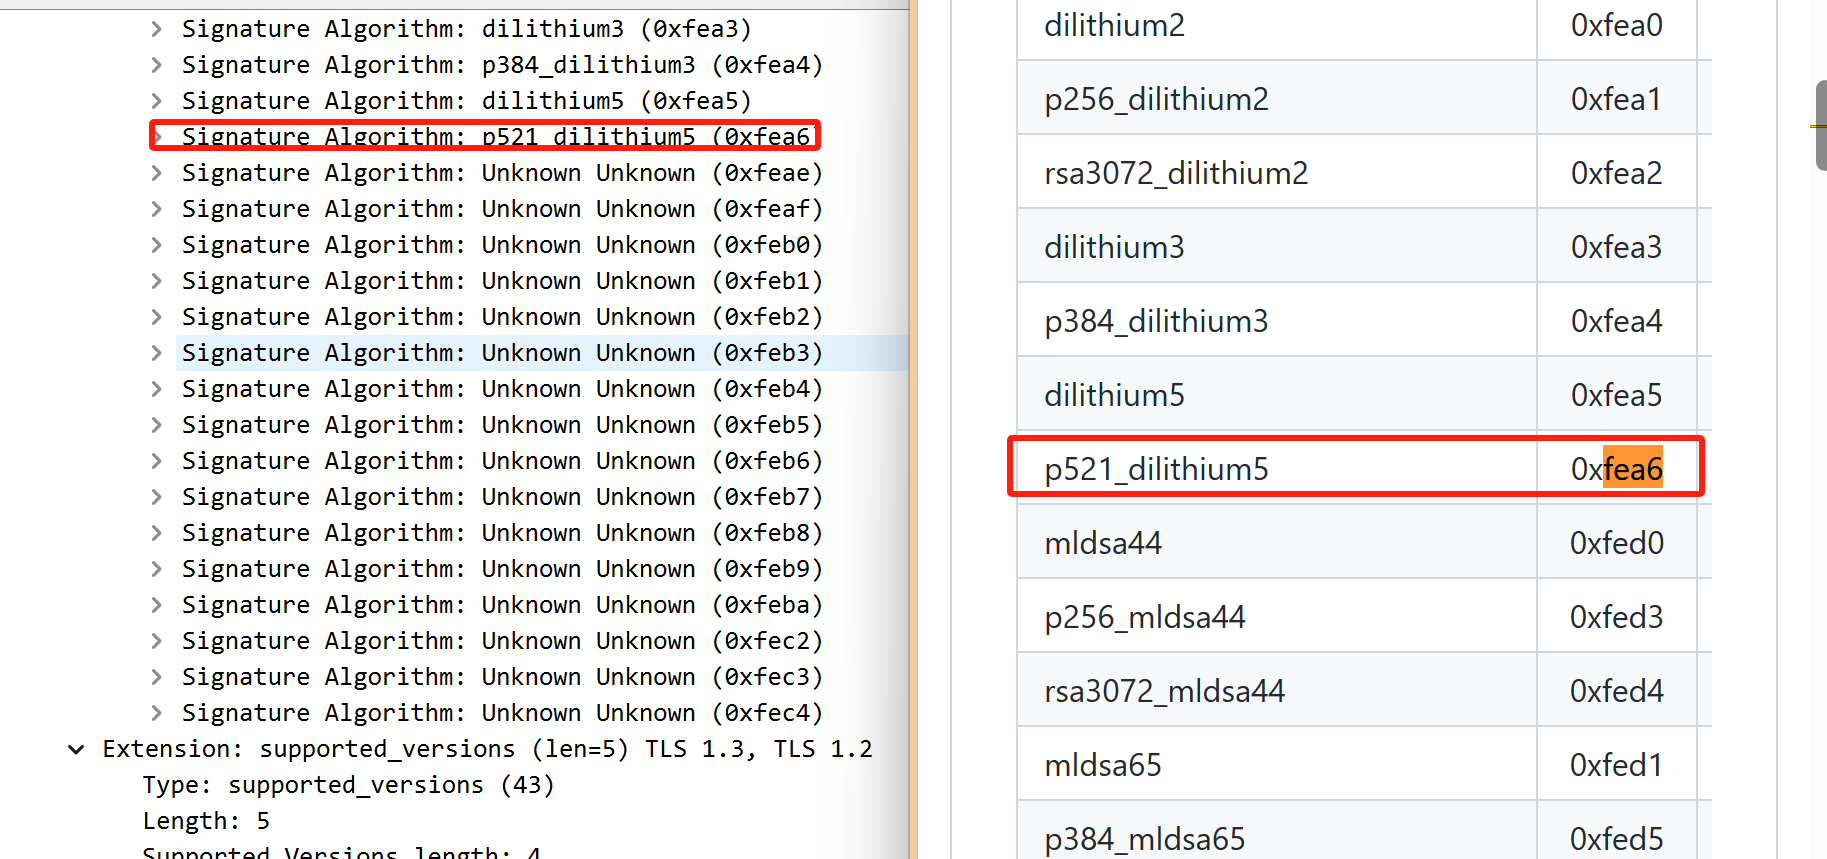 Signature Algorithm: dilithium3 (0xfea3)
Signature Algorithm: p384_dilithium3 (0xfea4)
Signature Algorithm: dilithium5 (0xfea5)
Signature Algorithm: p521_dilithium5 (0xfea6)
Signature Algorithm: Unknown Unknown (0xfeae)
Signature Algorithm: Unknown Unknown (0xfeaf)
Signature Algorithm: Unknown Unknown (0xfeb0)
Signature Algorithm: Unknown Unknown (0xfeb1)
Signature Algorithm: Unknown Unknown (0xfeb2)
Signature Algorithm: Unknown Unknown (0xfeb3)
Signature Algorithm: Unknown Unknown (0xfeb4)
Signature Algorithm: Unknown Unknown (0xfeb5)
Signature Algorithm: Unknown Unknown (0xfeb6)
Signature Algorithm: Unknown Unknown (0xfeb7)
Signature Algorithm: Unknown Unknown (0xfeb8)
Signature Algorithm: Unknown Unknown (0xfeb9)
Signature Algorithm: Unknown Unknown (0xfeba)
Signature Algorithm: Unknown Unknown (0xfec2)
Signature Algorithm: Unknown Unknown (0xfec3)
Signature Algorithm: Unknown Unknown (0xfec4)
Extension: supported_versions (len=5) TLS 1.3, TLS 1.2
Type: supported_versions (43)
Length: 5
Supported Versions length: 4
dilithium2 0xfea0
p256_dilithium2 0xfea1
rsa3072_dilithium2 0xfea2
dilithium3 0xfea3
p384_dilithium3 0xfea4
dilithium5 0xfea5
p521_dilithium5 0xfea6
mldsa44 0xfed0
p256_mldsa44 0xfed3
rsa3072_mldsa44 0xfed4
mldsa65 0xfed1
p384_mldsa65 0xfed5